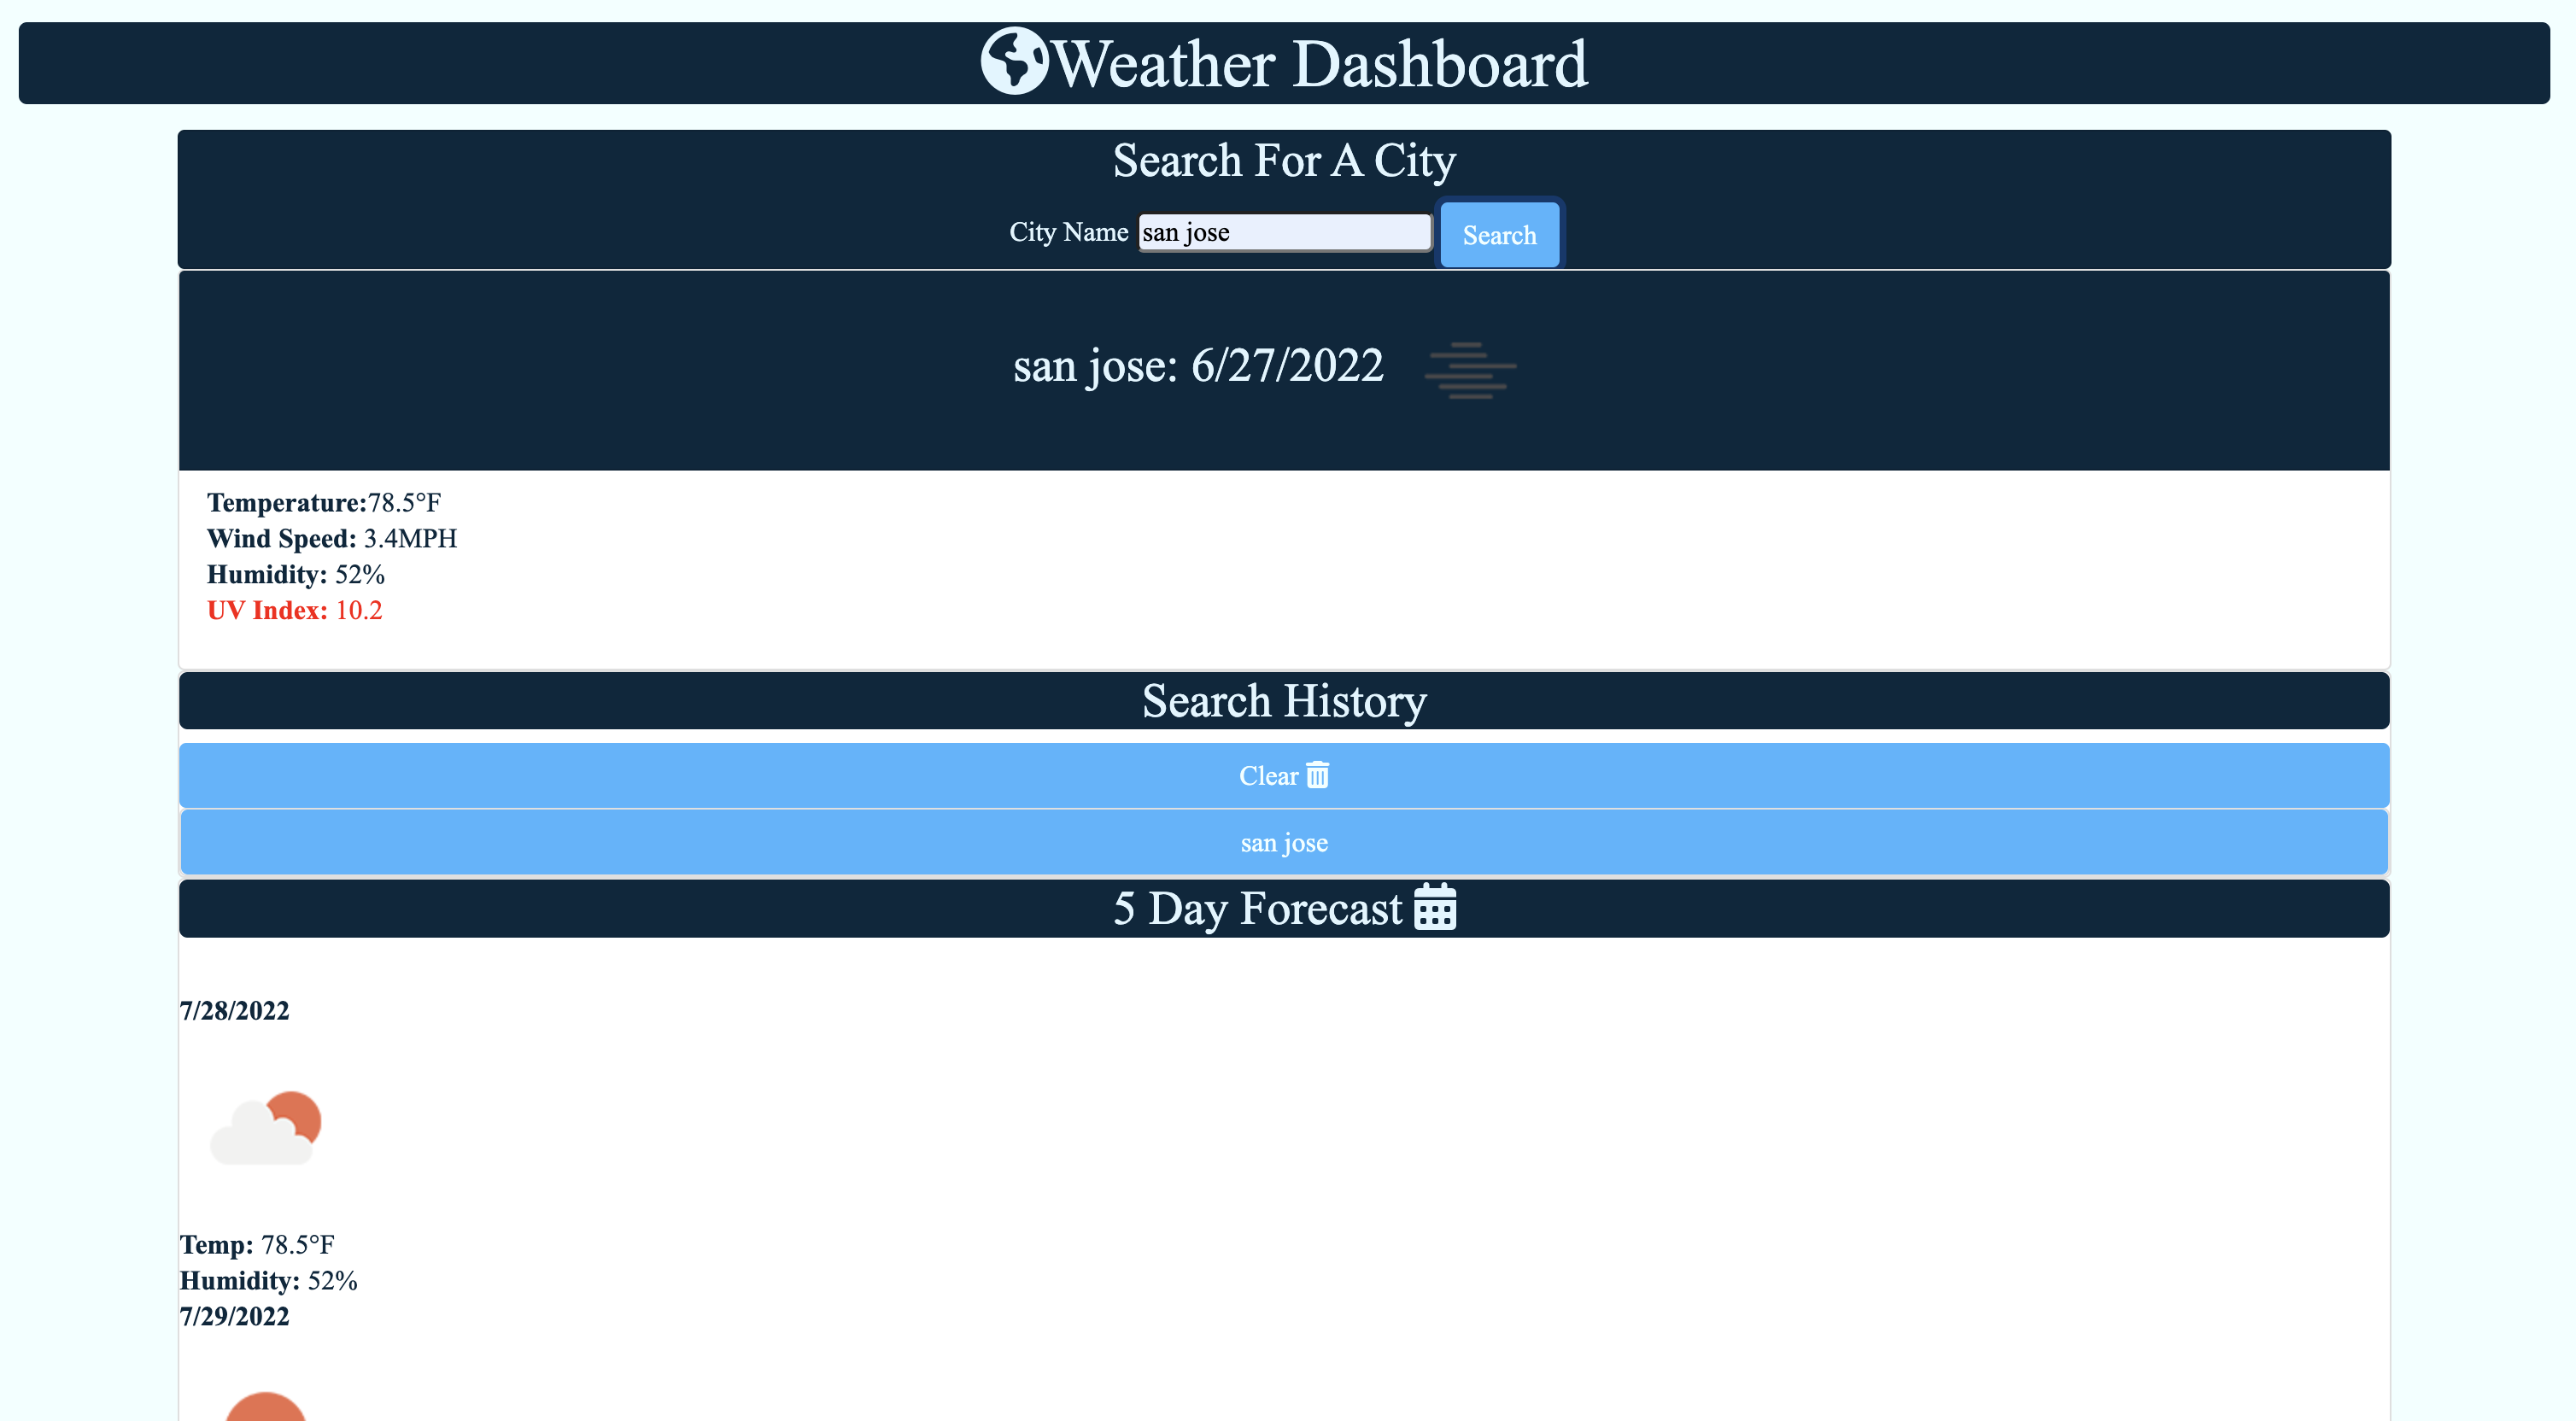 Weather Dashboard
Search For A City
City Name san jose Search
san jose: 6/27/2022
Temperature:78.5°F
Wind Speed: 3.4MPH
Humidity: 52%
UV Index: 10.2
Search History
Clear
san jose
5 Day Forecast
7/28/2022
Temp: 78.5°F
Humidity: 52%
7/29/2022